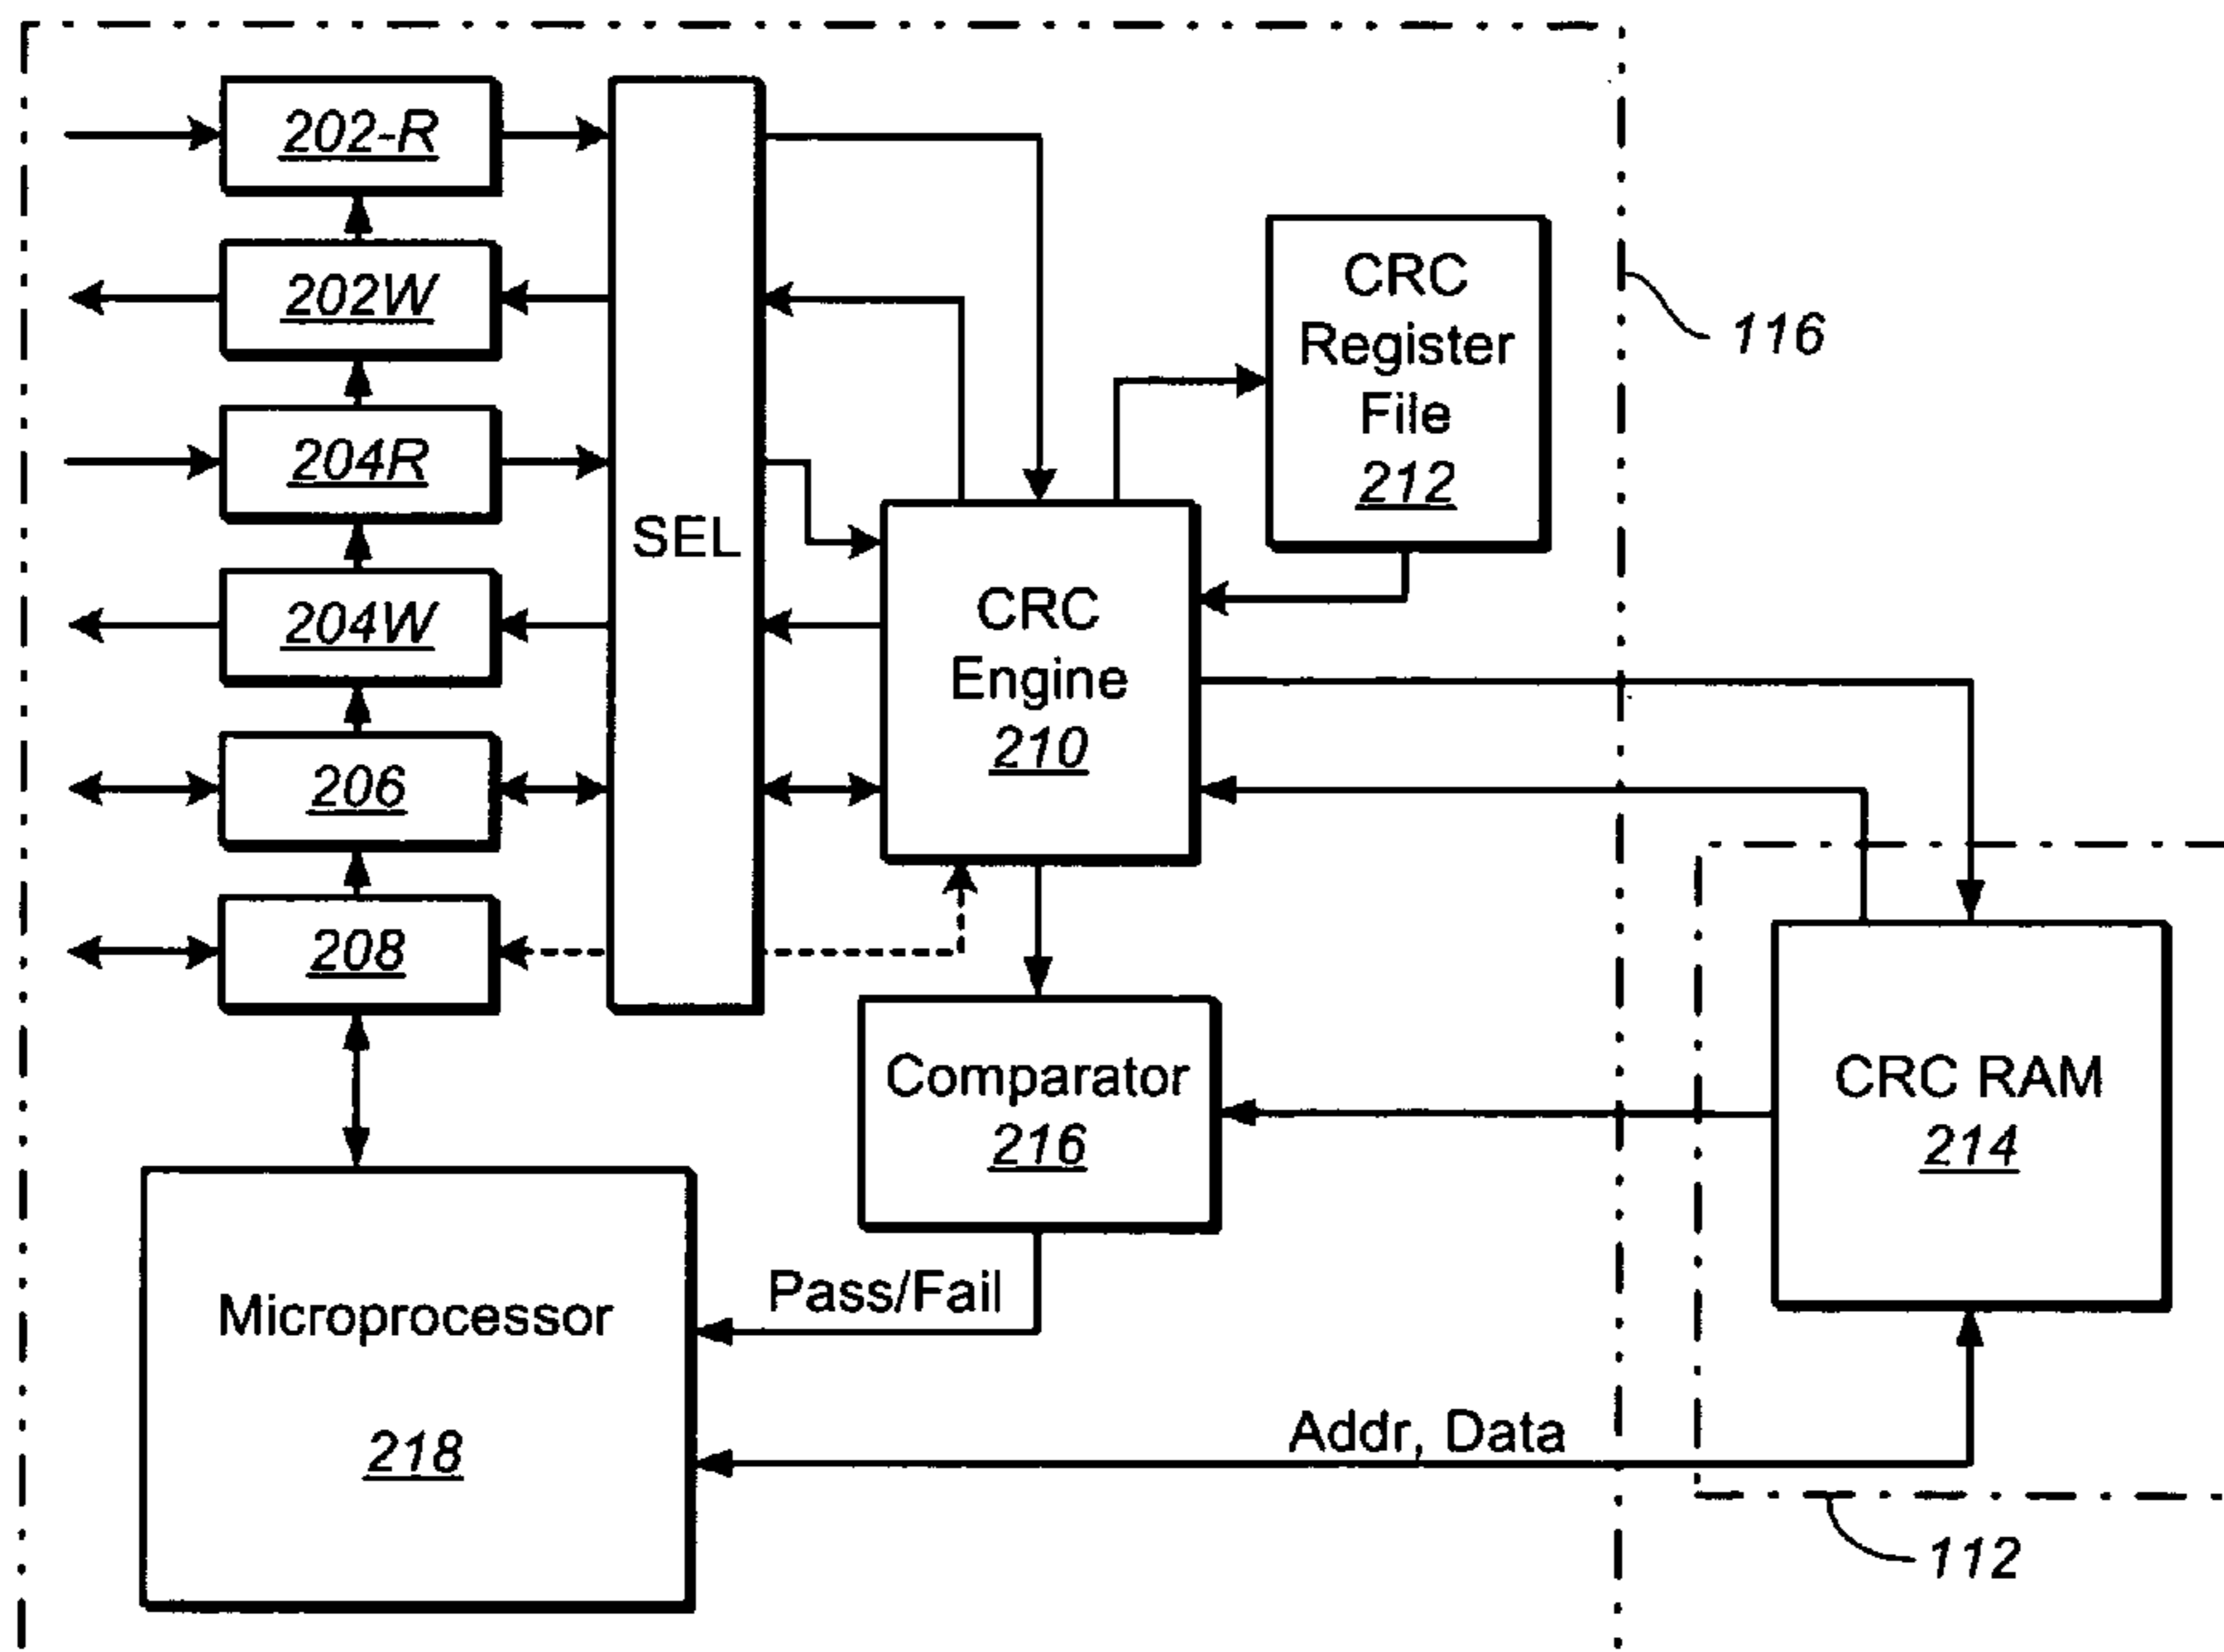 202-R
202W
204R
204W
206
208
SEL
CRC
Register
File
212
116
CRC
Engine
210
Comparator
216
CRC RAM
214
Pass/Fail
Microprocessor
218
Addr, Data
112